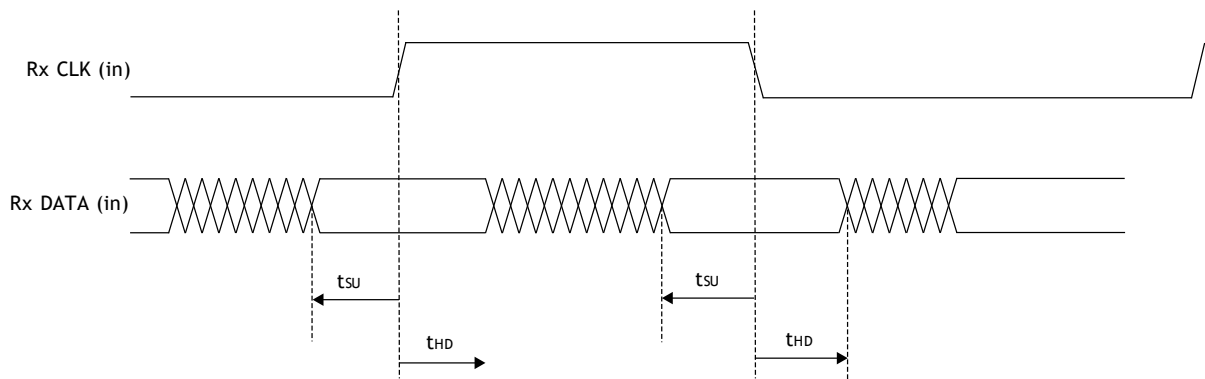 Rx CLK (in)
Rx DATA (in)
tSU
tSU
tHD
tHD